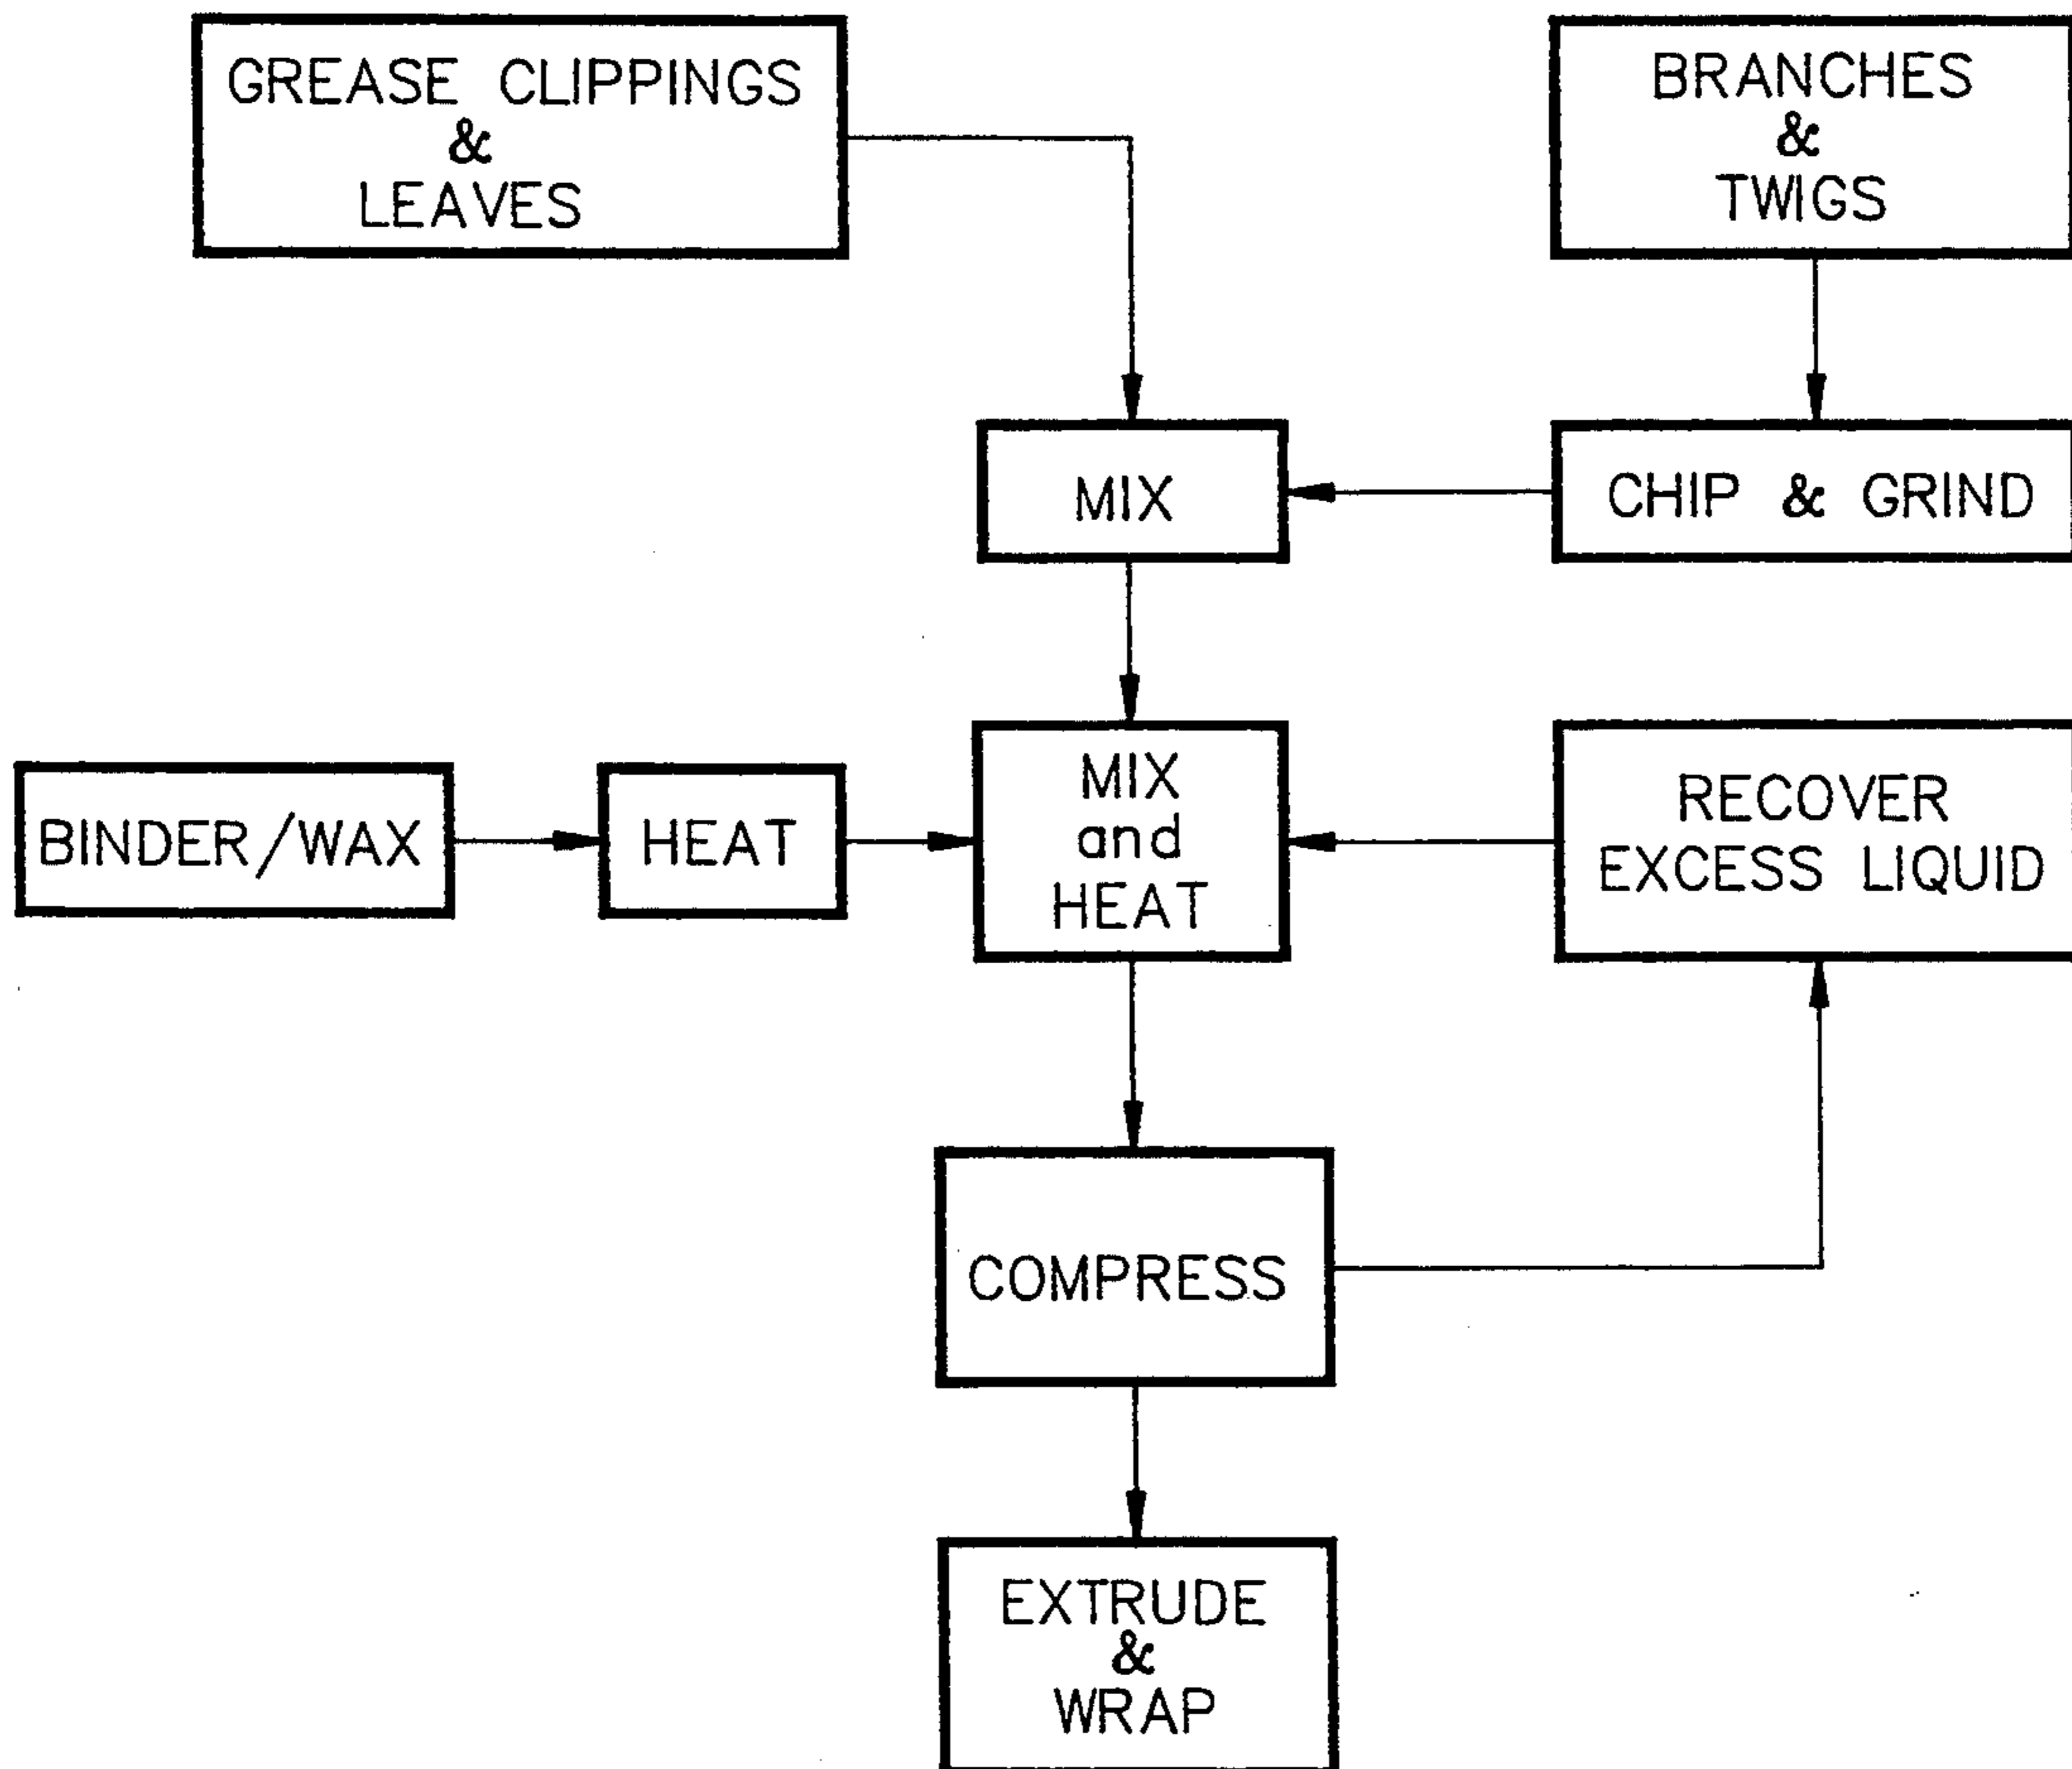 GREASE CLIPPINGS
&
LEAVES
BRANCHES
&
TWIGS
MIX
CHIP & GRIND
BINDER/WAX
HEAT
MIX
and
HEAT
RECOVER
EXCESS LIQUID
COMPRESS
EXTRUDE
&
WRAP